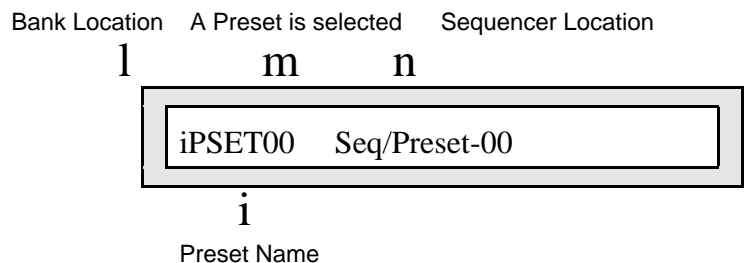 Bank Location A Preset is selected Sequencer Location
l m n
iPSET00 Seq/Preset-00
i
Preset Name